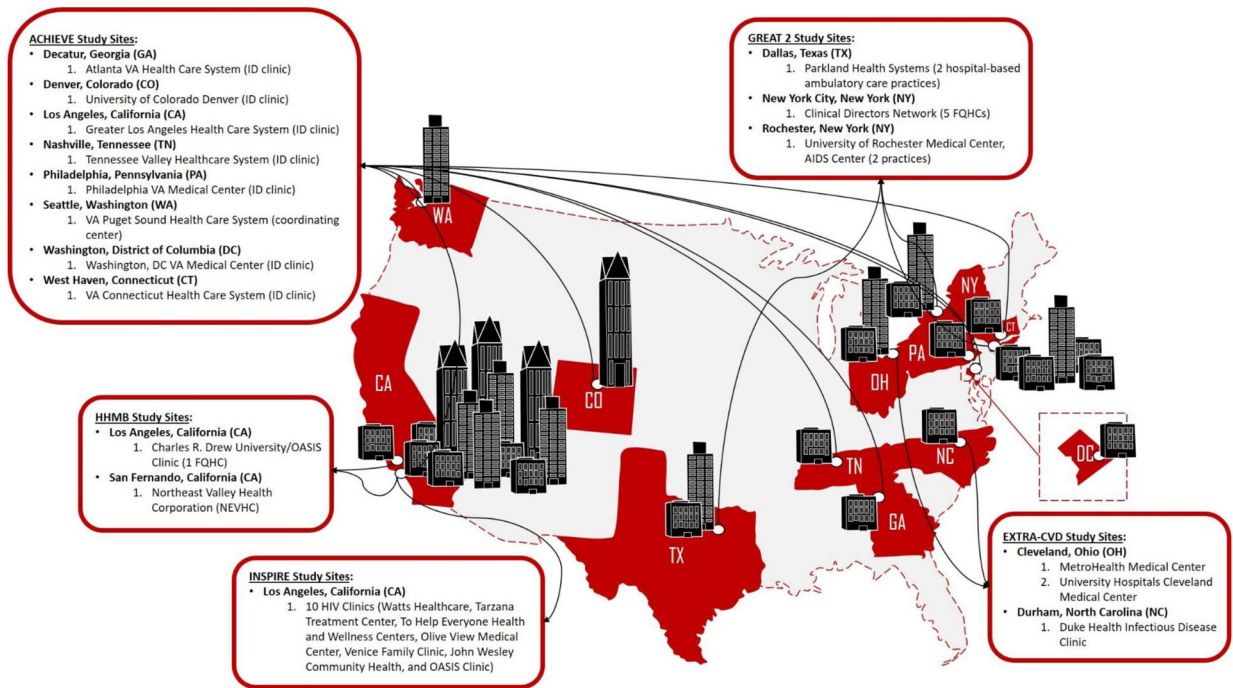 ACHIEVE Study Sites:
• Decatur, Georgia (GA)
1. Atlanta VA Health Care System (ID clinic)
• Denver, Colorado (CO)
1. University of Colorado Denver (ID clinic)
• Los Angeles, California (CA)
1. Greater Los Angeles Health Care System (ID clinic)
• Nashville, Tennessee (TN)
1. Tennessee Valley Healthcare System (ID clinic)
• Philadelphia, Pennsylvania (PA)
1. Philadelphia VA Medical Center (ID clinic)
• Seattle, Washington (WA)
1. VA Puget Sound Health Care System (coordinating
center)
• Washington, District of Columbia (DC)
1. Washington, DC VA Medical Center (ID clinic)
• West Haven, Connecticut (CT)
1. VA Connecticut Health Care System (ID clinic)
GREAT 2 Study Sites:
• Dallas, Texas (TX)
1. Parkland Health Systems (2 hospital-based
ambulatory care practices)
• New York City, New York (NY)
1. Clinical Directors Network (5 FQHCs)
• Rochester, New York (NY)
1. University of Rochester Medical Center,
AIDS Center (2 practices)
WA
NY
CT
PA
OH
CA
CO
NC
TN
DC
GA
TX
HHMB Study Sites:
• Los Angeles, California (CA)
1. Charles R. Drew University/OASIS
Clinic (1 FQHC)
• San Fernando, California (CA)
1. Northeast Valley Health
Corporation (NEVHC)
INSPIRE Study Sites:
• Los Angeles, California (CA)
1. 10 HIV Clinics (Watts Healthcare, Tarzana
Treatment Center, To Help Everyone Health
and Wellness Centers, Olive View Medical
Center, Venice Family Clinic, John Wesley
Community Health, and OASIS Clinic)
EXTRA-CVD Study Sites:
• Cleveland, Ohio (OH)
1. MetroHealth Medical Center
2. University Hospitals Cleveland
Medical Center
• Durham, North Carolina (NC)
1. Duke Health Infectious Disease
Clinic